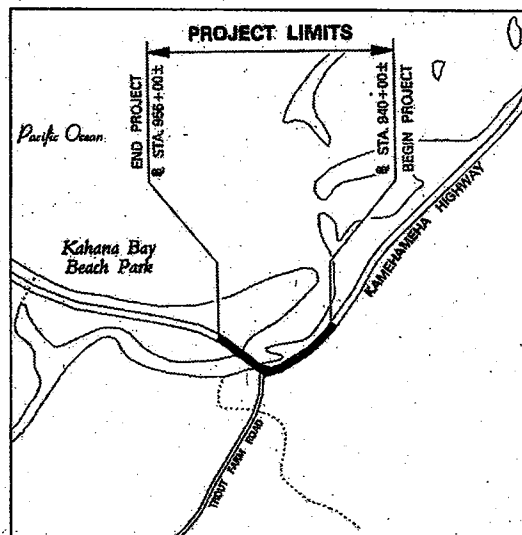 PROJECT LIMITS
END PROJECT
℄ STA. 956+00±
℄ STA. 940+00±
BEGIN PROJECT
Pacific Ocean
Kahana Bay
Beach Park
KAMEHAMEHA HIGHWAY
TROUT FARM ROAD